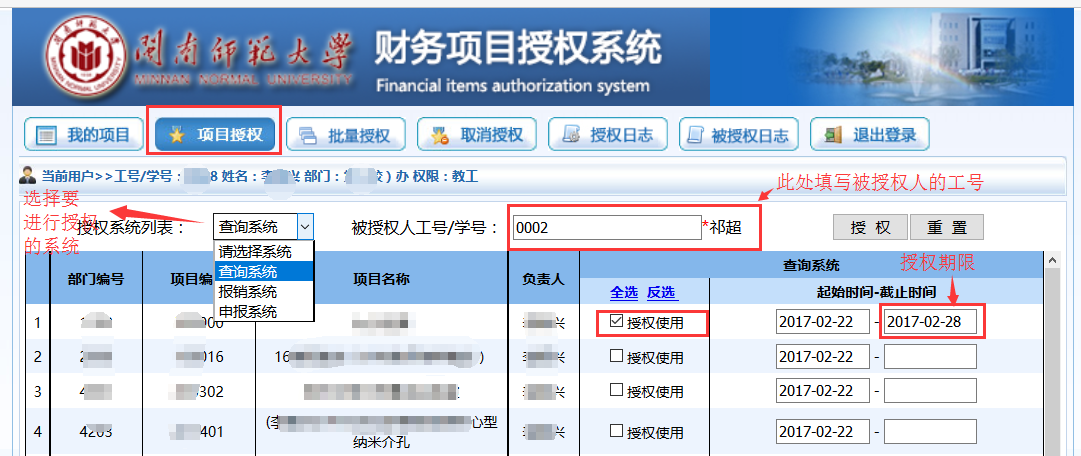 闽南师范大学 财务项目授权系统
MINNAN NORMAL UNIVERSITY Financial items authorization system
我的项目 项目授权 批量授权 取消授权 授权日志 被授权日志 退出登录
当前用户>>工号/学号： 8 姓名：李 兴 部门： 校）办 权限：教工
此处填写被授权人的工号
选择要
进行授权
的系统
授权系统列表： 查询系统 被授权人工号/学号： 0002 *祁超 授 权 重 置
请选择系统
查询系统
报销系统
申报系统
部门编号 项目编 项目名称 负责人 查询系统
授权期限
全选 反选 起始时间-截止时间
1 000 兴 授权使用 2017-02-22 - 2017-02-28
2 016 16 ) 兴 授权使用 2017-02-22 -
3 302 兴 授权使用 2017-02-22 -
4 4203 401 (李 心型 兴 授权使用 2017-02-22 -
纳米介孔